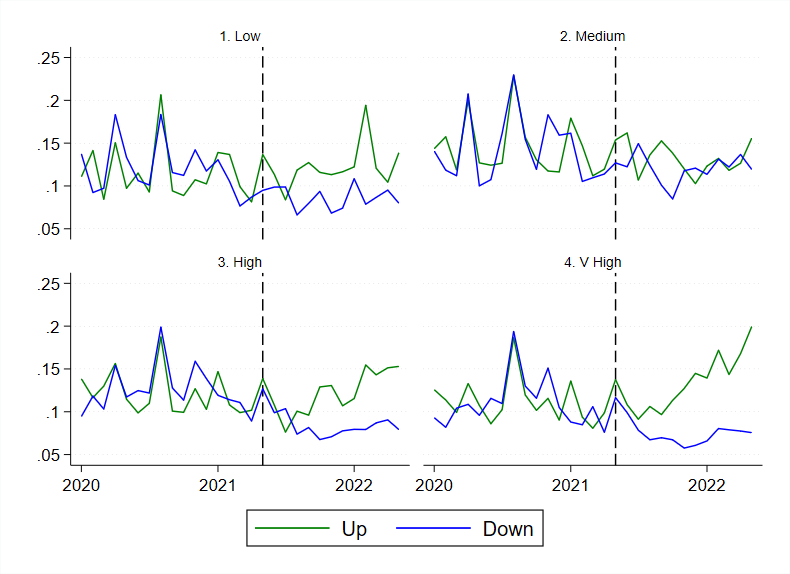 1. Low
2. Medium
.25
.2
.15
.1
.05
3. High
4. V High
.25
.2
.15
.1
.05
2020 2021 2022 2020 2021 2022
Up Down